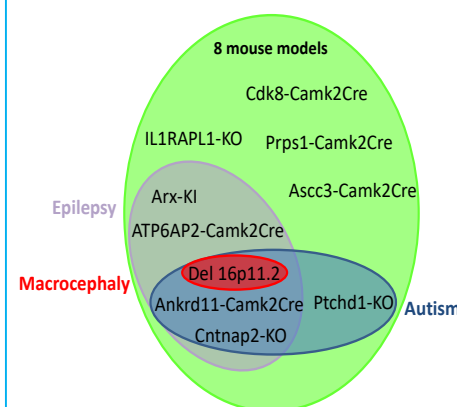 8 mouse models
Cdk8-Camk2Cre
IL1RAPL1-KO
Prps1-Camk2Cre
Arx-KI
Ascc3-Camk2Cre
Epilepsy
ATP6AP2-Camk2Cre
Macrocephaly
Del 16p11.2
Ankrd11-Camk2Cre
Ptchd1-KO
Autism
Cntnap2-KO